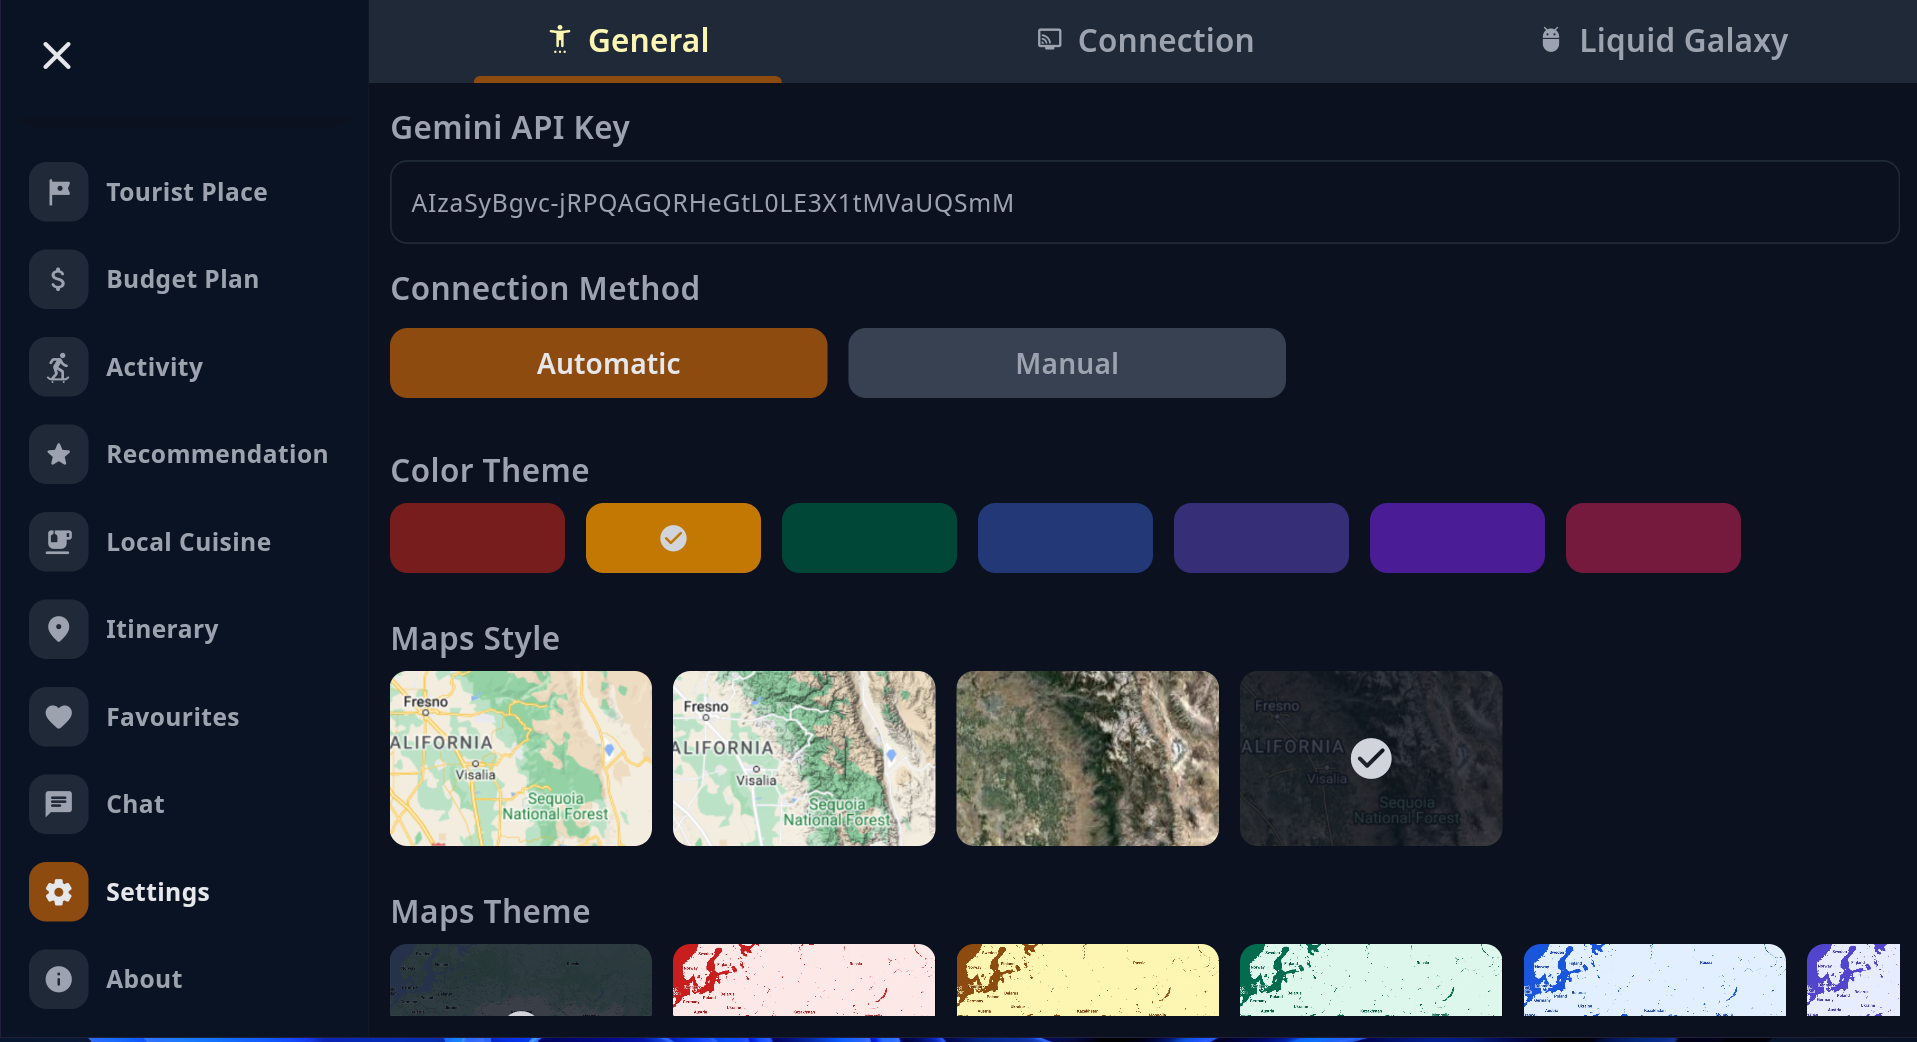 General
Connection
Liquid Galaxy
Tourist Place
Budget Plan
Activity
Recommendation
Local Cuisine
Itinerary
Favourites
Chat
Settings
About
Gemini API Key
AIzaSyBgvc-jRPQAGQRHeGtL0LE3X1tMVaUQSmM
Connection Method
Automatic
Manual
Color Theme
Maps Style
Fresno
ALIFORNIA
Visalia
Sequoia
National Forest
Fresno
ALIFORNIA
Visalia
Sequoia
National Forest
Fresno
ALIFORNIA
Visalia
Sequoia
National Forest
Maps Theme